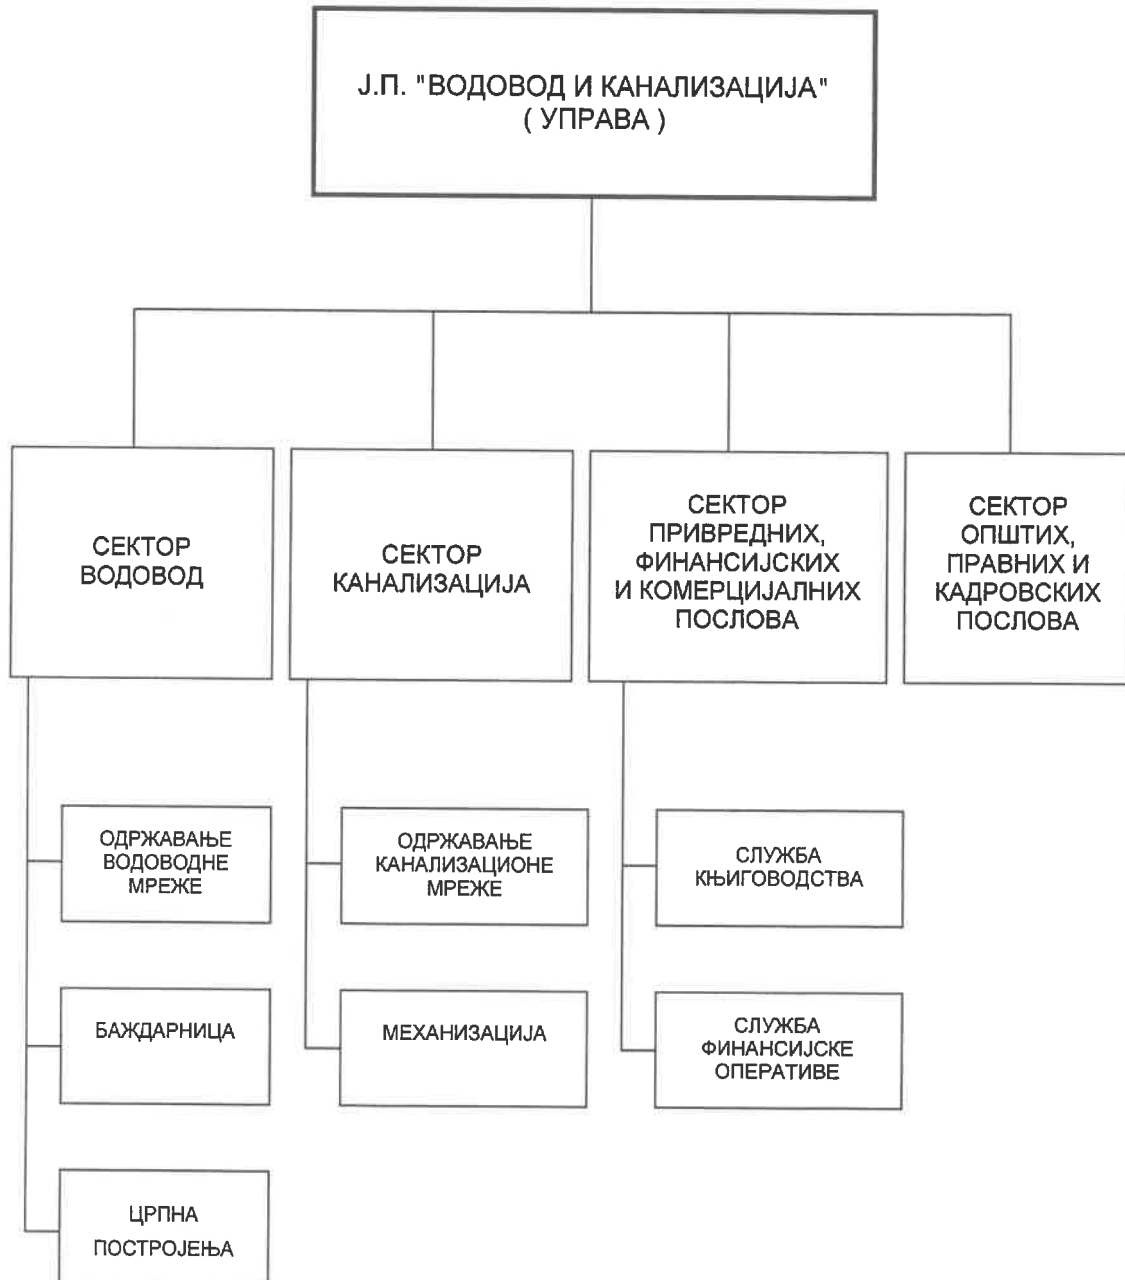 Ј.П. "ВОДОВОД И КАНАЛИЗАЦИЈА"
( УПРАВА )
СЕКТОР
ВОДОВОД
СЕКТОР
КАНАЛИЗАЦИЈА
СЕКТОР
ПРИВРЕДНИХ,
ФИНАНСИЈСКИХ
И КОМЕРЦИЈАЛНИХ
ПОСЛОВА
СЕКТОР
ОПШТИХ,
ПРАВНИХ И
КАДРОВСКИХ
ПОСЛОВА
ОДРЖАВАЊЕ
ВОДОВОДНЕ
МРЕЖЕ
ОДРЖАВАЊЕ
КАНАЛИЗАЦИОНЕ
МРЕЖЕ
СЛУЖБА
КЊИГОВОДСТВА
БАЖДАРНИЦА
МЕХАНИЗАЦИЈА
СЛУЖБА
ФИНАНСИЈСКЕ
ОПЕРАТИВЕ
ЦРПНА
ПОСТРОЈЕЊА